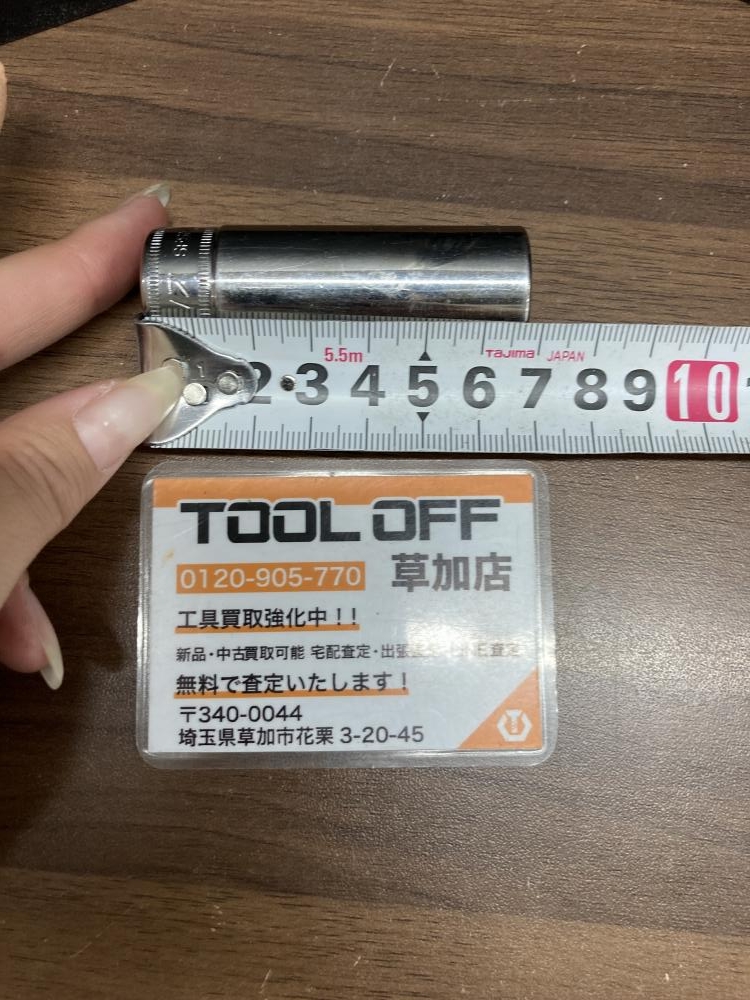 5.5m Tajima JAPAN
1 2 3 4 5 6 7 8 9 10
TOOL OFF
0120-905-770 草加店
工具買取強化中!!
新品・中古買取可能 宅配査定・出張
無料で査定いたします!
〒340-0044
埼玉県草加市花栗 3-20-45